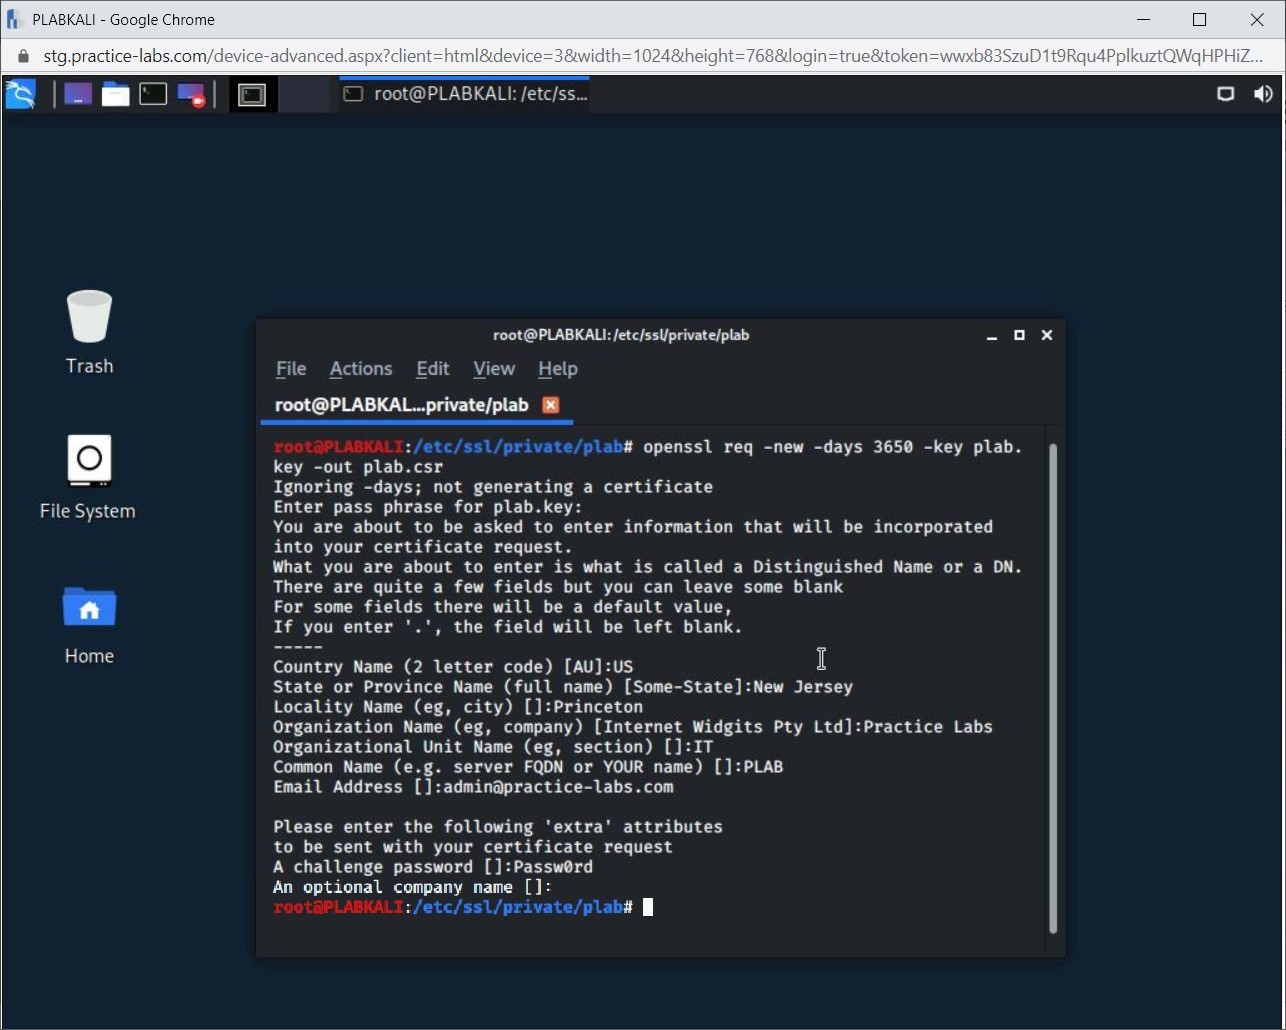 PLABKALI - Google Chrome
stg.practice-labs.com/device-advanced.aspx?client=html&device=3&width=1024&height=768&login=true&token=wwxb83SzuD1t9Rqu4PplkuztQWqHPHiZ...
root@PLABKALI: /etc/ss...
Trash
File System
Home
root@PLABKALI:/etc/ssl/private/plab
File Actions Edit View Help
root@PLABKAL...private/plab
root@PLABKALI:/etc/ssl/private/plab# openssl req -new -days 3650 -key plab.
key -out plab.csr
Ignoring -days; not generating a certificate
Enter pass phrase for plab.key:
You are about to be asked to enter information that will be incorporated
into your certificate request.
What you are about to enter is what is called a Distinguished Name or a DN.
There are quite a few fields but you can leave some blank
For some fields there will be a default value,
If you enter '.', the field will be left blank.
-----
Country Name (2 letter code) [AU]:US
State or Province Name (full name) [Some-State]:New Jersey
Locality Name (eg, city) []:Princeton
Organization Name (eg, company) [Internet Widgits Pty Ltd]:Practice Labs
Organizational Unit Name (eg, section) []:IT
Common Name (e.g. server FQDN or YOUR name) []:PLAB
Email Address []:admin@practice-labs.com
Please enter the following 'extra' attributes
to be sent with your certificate request
A challenge password []:Passw0rd
An optional company name []:
root@PLABKALI:/etc/ssl/private/plab#